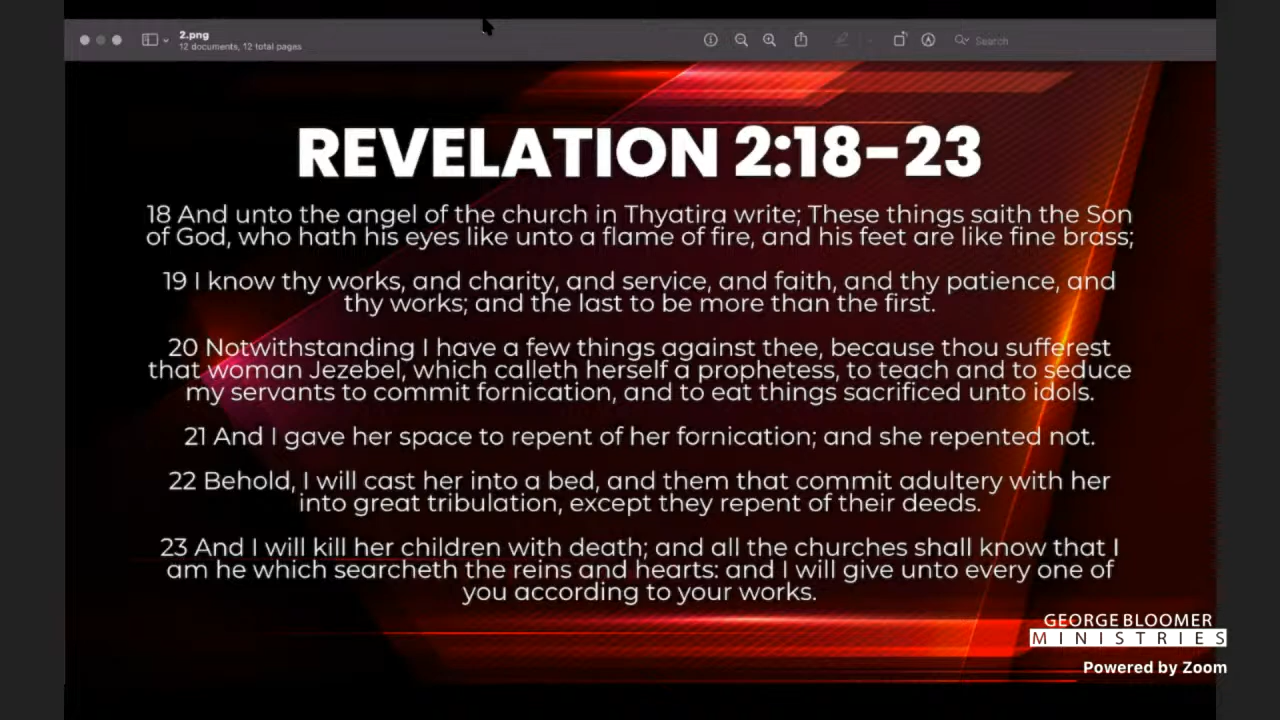 2.png
12 documents, 12 total pages
Search
REVELATION 2:18-23
18 And unto the angel of the church in Thyatira write; These things saith the Son
of God, who hath his eyes like unto a flame of fire, and his feet are like fine brass;
19 I know thy works, and charity, and service, and faith, and thy patience, and
thy works; and the last to be more than the first.
20 Notwithstanding I have a few things against thee, because thou sufferest
that woman Jezebel, which calleth herself a prophetess, to teach and to seduce
my servants to commit fornication, and to eat things sacrificed unto idols.
21 And I gave her space to repent of her fornication; and she repented not.
22 Behold, I will cast her into a bed, and them that commit adultery with her
into great tribulation, except they repent of their deeds.
23 And I will kill her children with death; and all the churches shall know that I
am he which searcheth the reins and hearts: and I will give unto every one of
you according to your works.
GEORGE BLOOMER
MINISTRIES
Powered by Zoom